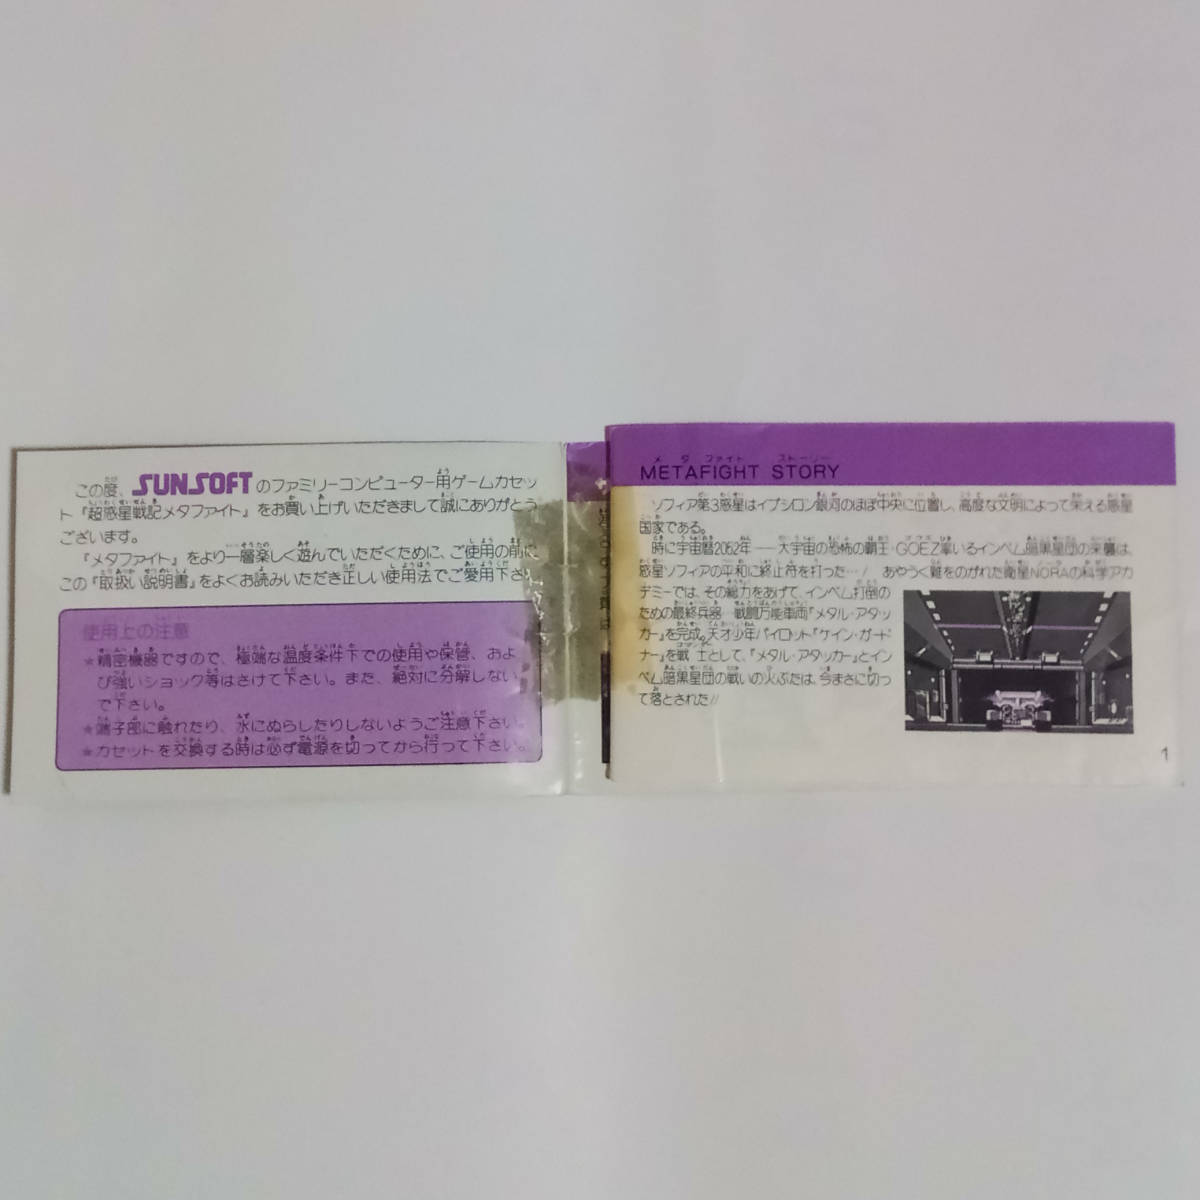 この度、SUNSOFTのファミリーコンピューター用ゲームカセッ
ト『超惑星戦記メタファイト』をお買い上げいただきまして誠にありがとう
ございます。
『メタファイト』をより一層楽しく遊んでいただくために、ご使用の前に
この『取扱い説明書』をよくお読みいただき正しい使用法でご愛用下さい。
使用上の注意
★精密機器ですので、極端な温度条件下での使用や保管、およ
び強いショック等はさけて下さい。また、絶対に分解しない
で下さい。
★端子部に触れたり、水にぬらしたりしないようご注意下さい。
★カセットを交換する時は必ず電源を切ってから行って下さい。
メタファイト ストーリー
METAFIGHT STORY
ソフィア第3惑星はイプシロン銀河のほぼ中央に位置し、高度な文明によって栄える惑星
国家である。
時に宇宙暦2052年――大宇宙の恐怖の覇王・GOEZ率いるインベム暗黒星団の来襲は、
惑星ソフィアの平和に終止符を打った…! あやうく難をのがれた衛星NORAの科学アカ
デミーでは、その総力をあげて、インベム打倒の
ための最終兵器―戦闘万能車両『メタル・アタッ
カー』を完成。天才少年パイロット『ケイン・ガード
ナー』を戦士として、『メタル・アタッカー』とイン
ベム暗黒星団の戦いの火ぶたは、今まさに切っ
て落とされた!!
1